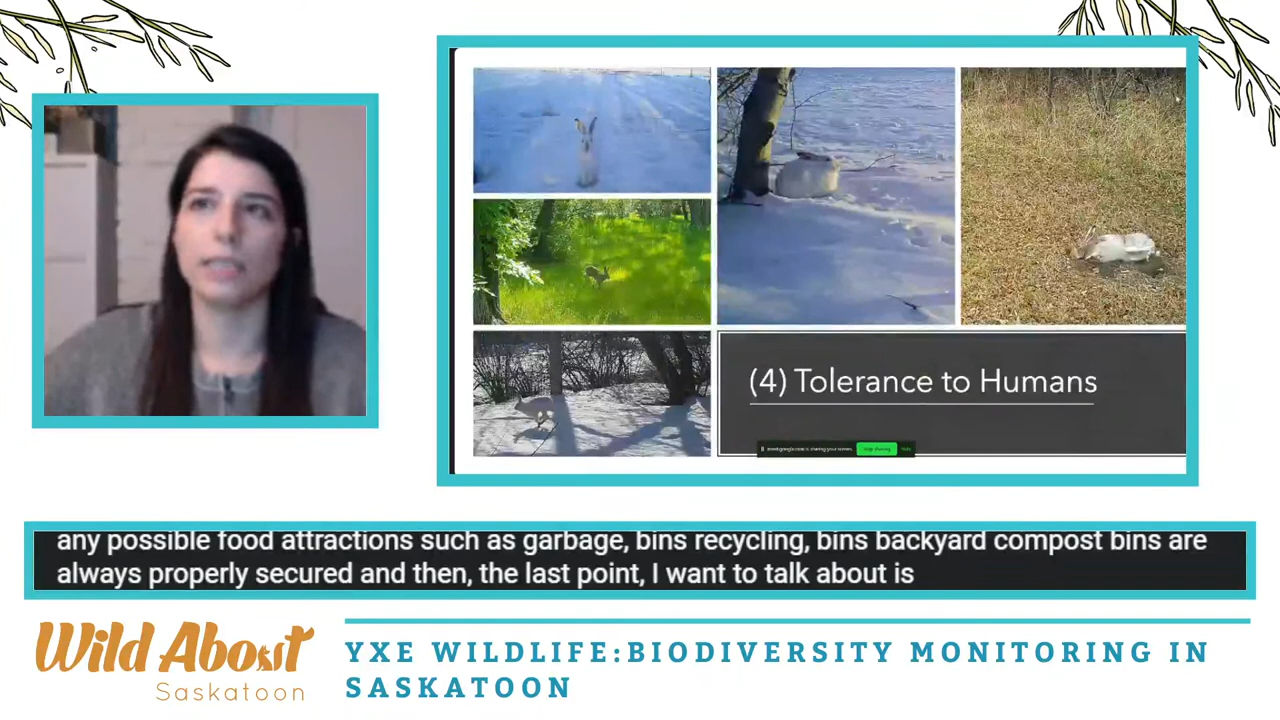 (4) Tolerance to Humans
any possible food attractions such as garbage, bins recycling, bins backyard compost bins are
always properly secured and then, the last point, I want to talk about is
Wild About
Saskatoon
YXE WILDLIFE:BIODIVERSITY MONITORING IN
SASKATOON